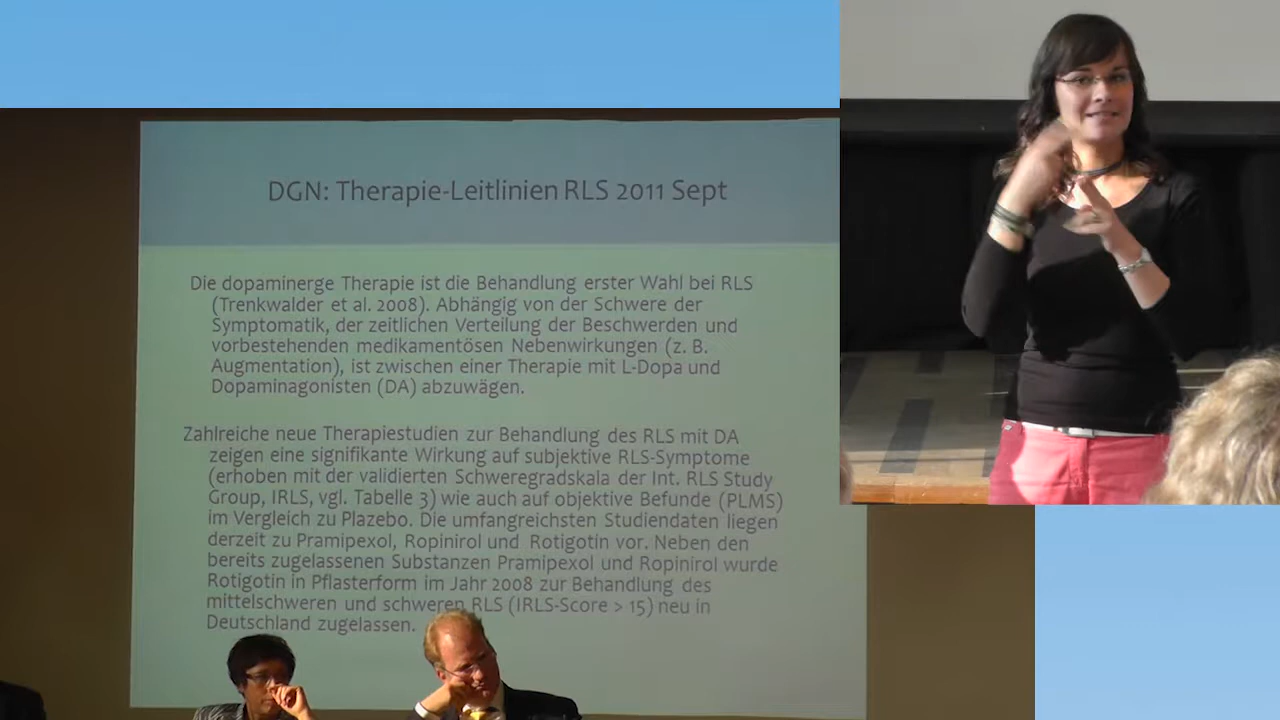 DGN: Therapie-Leitlinien RLS 2011 Sept
Die dopaminerge Therapie ist die Behandlung erster Wahl bei RLS
(Trenkwalder et al. 2008). Abhängig von der Schwere der
Symptomatik, der zeitlichen Verteilung der Beschwerden und
vorbestehenden medikamentösen Nebenwirkungen (z. B.
Augmentation), ist zwischen einer Therapie mit L-Dopa und
Dopaminagonisten (DA) abzuwägen.
Zahlreiche neue Therapiestudien zur Behandlung des RLS mit DA
zeigen eine signifikante Wirkung auf subjektive RLS-Symptome
(erhoben mit der validierten Schweregradskala der Int. RLS Study
Group, IRLS, vgl. Tabelle 3) wie auch auf objektive Befunde (PLMS)
im Vergleich zu Plazebo. Die umfangreichsten Studiendaten liegen
derzeit zu Pramipexol, Ropinirol und Rotigotin vor. Neben den
bereits zugelassenen Substanzen Pramipexol und Ropinirol wurde
Rotigotin in Pflasterform im Jahr 2008 zur Behandlung des
mittelschweren und schweren RLS (IRLS-Score > 15) neu in
Deutschland zugelassen.